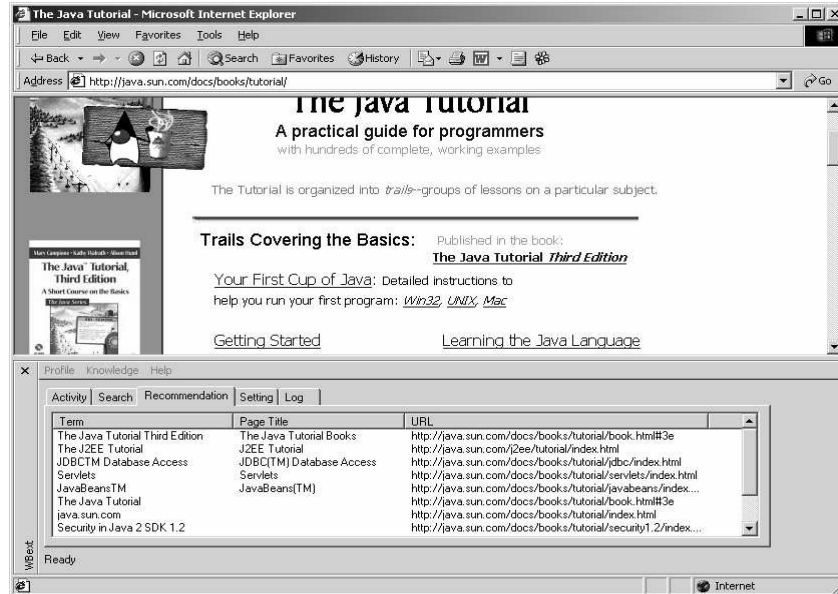 The Java Tutorial - Microsoft Internet Explorer
File Edit View Favorites Tools Help
Back Search Favorites History
Address http://java.sun.com/docs/books/tutorial/ Go
The Java Tutorial
A practical guide for programmers
with hundreds of complete, working examples
The Tutorial is organized into trails--groups of lessons on a particular subject.
Trails Covering the Basics: Published in the book:
The Java Tutorial Third Edition
Mary Campione · Kathy Walrath · Alison Huml
The Java™ Tutorial,
Third Edition
A Short Course on the Basics
The Java Series
Your First Cup of Java: Detailed instructions to
help you run your first program: Win32, UNIX, Mac
Getting Started Learning the Java Language
Profile Knowledge Help
Activity Search Recommendation Setting Log
Term Page Title URL
The Java Tutorial Third Edition The Java Tutorial Books http://java.sun.com/docs/books/tutorial/book.html#3e
The J2EE Tutorial J2EE Tutorial http://java.sun.com/j2ee/tutorial/index.html
JDBCTM Database Access JDBC(TM) Database Access http://java.sun.com/docs/books/tutorial/jdbc/index.html
Servlets Servlets http://java.sun.com/docs/books/tutorial/servlets/index.html
JavaBeansTM JavaBeans(TM) http://java.sun.com/docs/books/tutorial/javabeans/index....
The Java Tutorial http://java.sun.com/docs/books/tutorial/book.html#3e
java.sun.com http://java.sun.com/docs/books/tutorial/index.html
Security in Java 2 SDK 1.2 http://java.sun.com/docs/books/tutorial/security1.2/index....
WBext
Ready
Internet